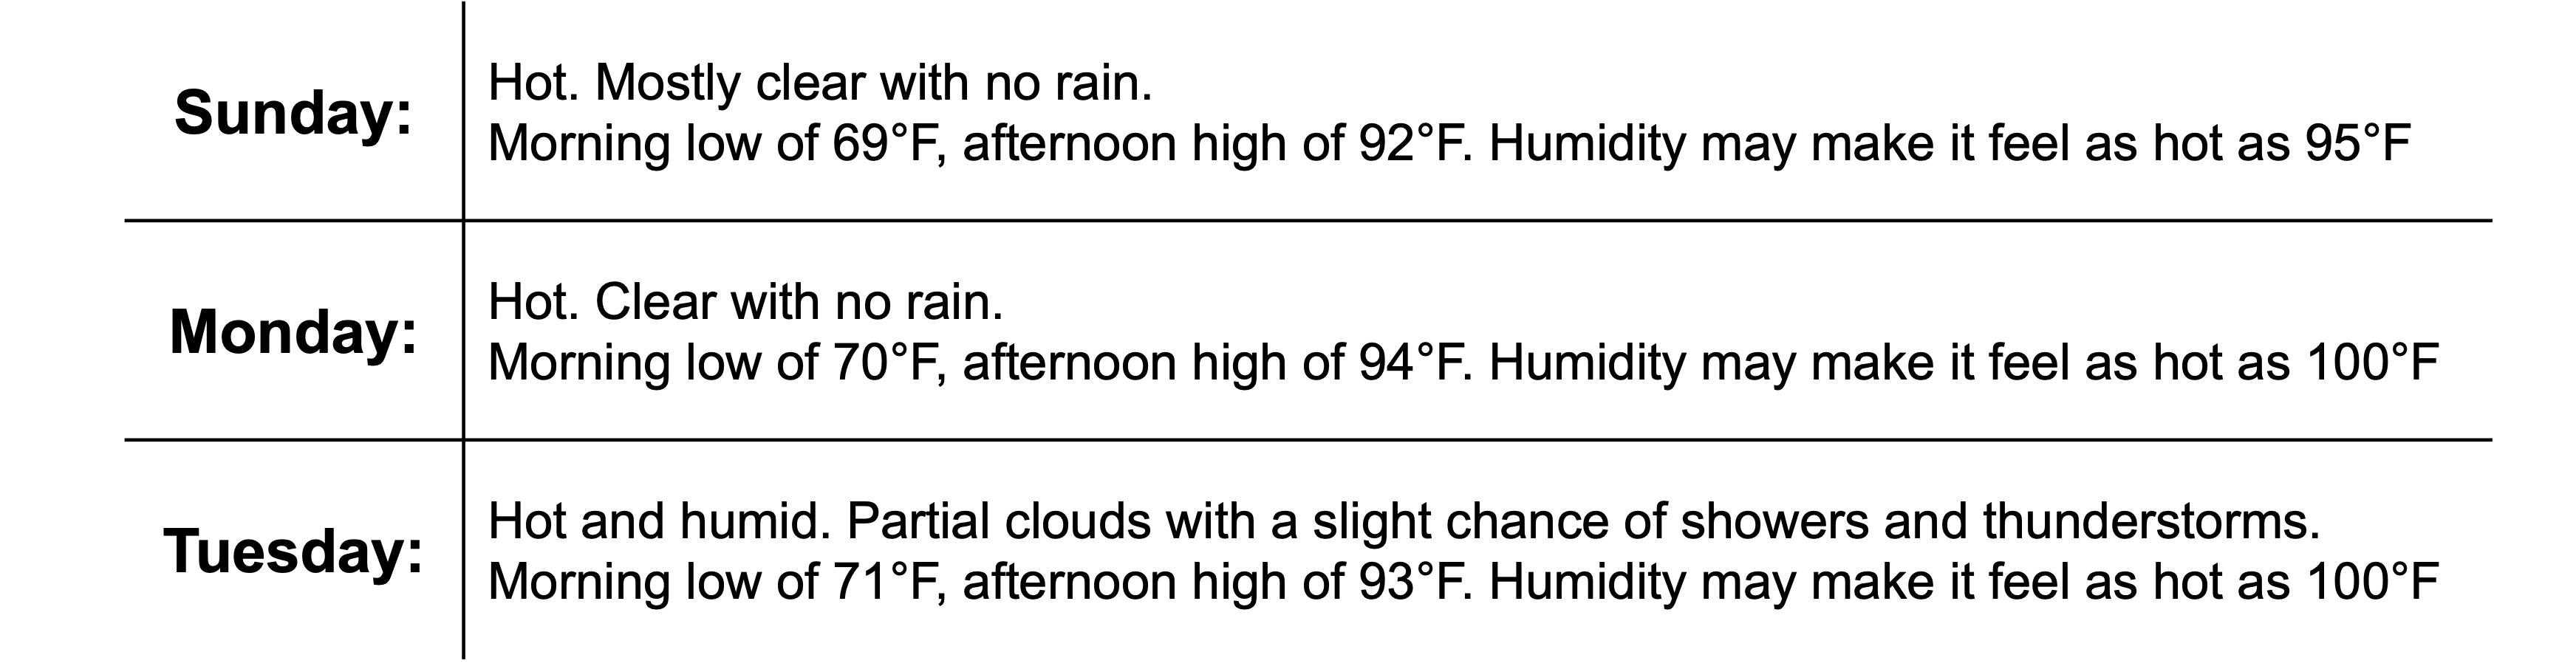 Sunday:
Hot. Mostly clear with no rain.
Morning low of 69°F, afternoon high of 92°F. Humidity may make it feel as hot as 95°F
Monday:
Hot. Clear with no rain.
Morning low of 70°F, afternoon high of 94°F. Humidity may make it feel as hot as 100°F
Tuesday:
Hot and humid. Partial clouds with a slight chance of showers and thunderstorms.
Morning low of 71°F, afternoon high of 93°F. Humidity may make it feel as hot as 100°F